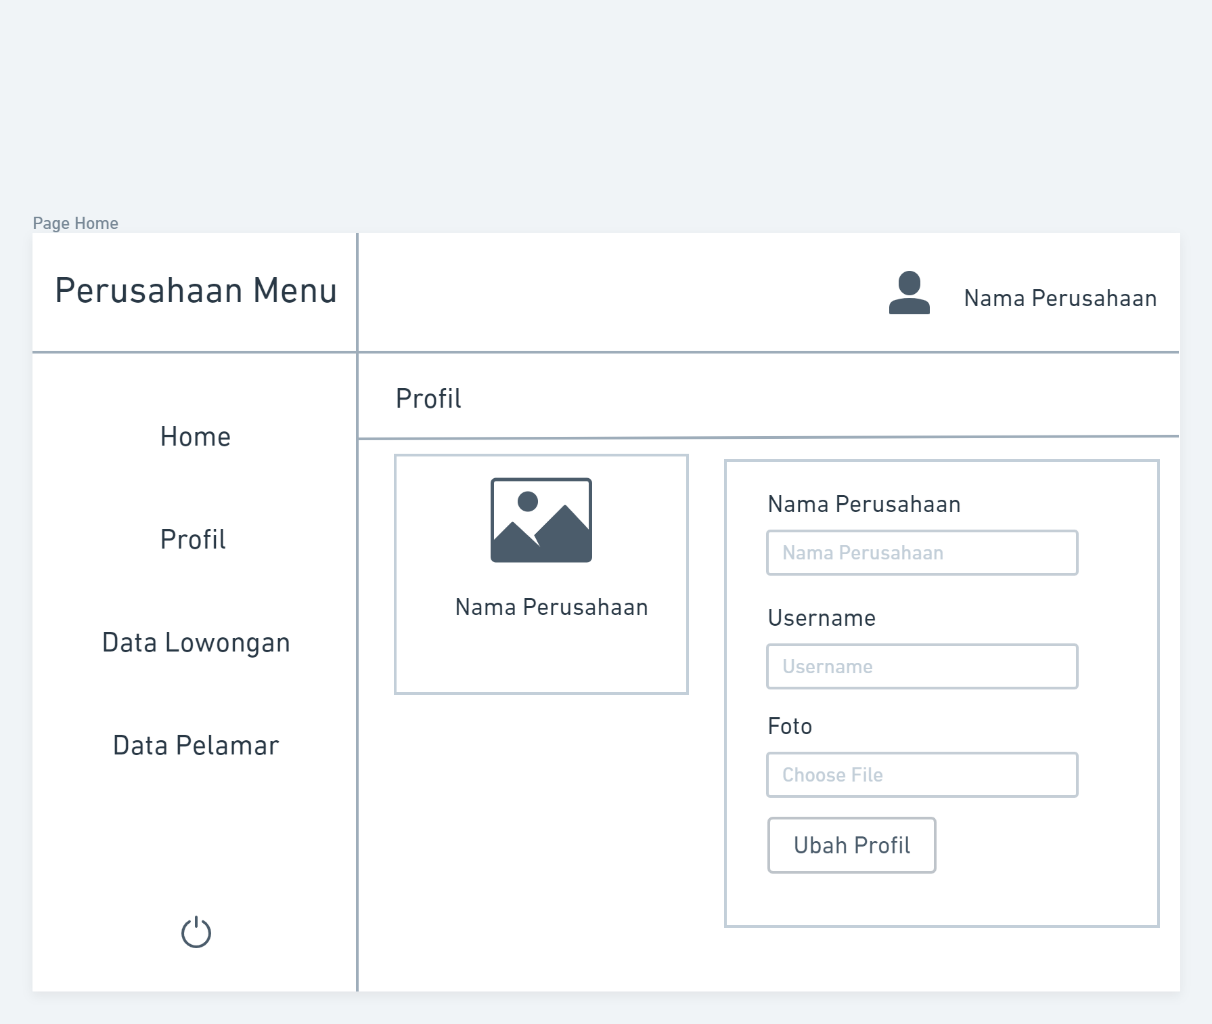 Page Home
Perusahaan Menu
Nama Perusahaan
Home
Profil
Data Lowongan
Data Pelamar
Profil
Nama Perusahaan
Nama Perusahaan
Nama Perusahaan
Username
Username
Foto
Choose File
Ubah Profil